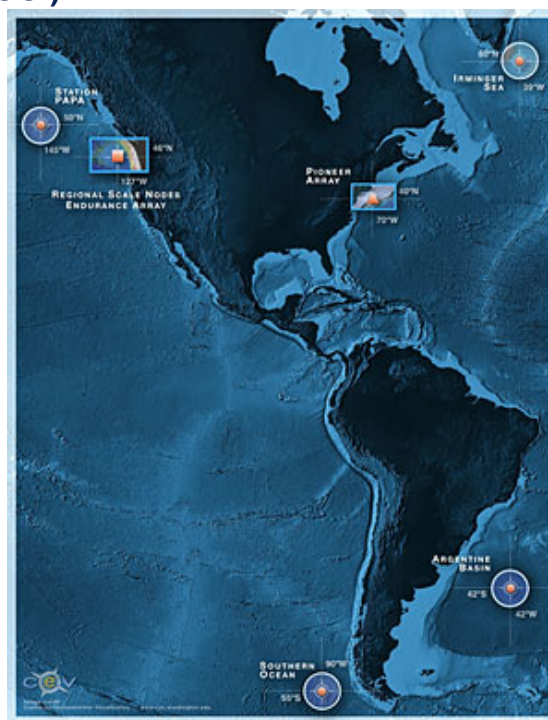 60°N
IRMINGER
SEA
39°W
STATION
PAPA
50°N
145°W
46°N
127°W
REGIONAL SCALE NODES
ENDURANCE ARRAY
PIONEER
ARRAY
40°N
70°W
ARGENTINE
BASIN
42°S
42°W
SOUTHERN
OCEAN
90°W
55°S
cev